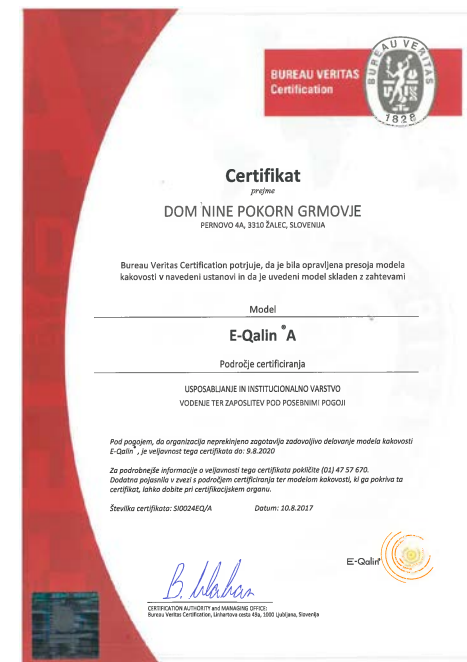 BUREAU VERITAS
Certification
BUREAU VERITAS
1828
Certifikat
prejme
DOM NINE POKORN GRMOVJE
PERNOVO 4A, 3310 ŽALEC, SLOVENIJA
Bureau Veritas Certification potrjuje, da je bila opravljena presoja modela
kakovosti v navedeni ustanovi in da je uvedeni model skladen z zahtevami
Model
E-Qalin ® A
Področje certificiranja
USPOSABLJANJE IN INSTITUCIONALNO VARSTVO
VODENJE TER ZAPOSLITEV POD POSEBNIMI POGOJI
Pod pogojem, da organizacija neprekinjeno zagotavlja zadovoljivo delovanje modela kakovosti
E-Qalin®, je veljavnost tega certifikata do: 9.8.2020
Za podrobnejše informacije o veljavnosti tega certifikata pokličite (01) 47 57 670.
Dodatna pojasnila v zvezi s področjem certificiranja ter modelom kakovosti, ki ga pokriva ta
certifikat, lahko dobite pri certifikacijskem organu.
Številka certifikata: SI0024EQ/A Datum: 10.8.2017
E-Qalin®
CERTIFICATION AUTHORITY and MANAGING OFFICE:
Bureau Veritas Certification, Linhartova cesta 49a, 1000 Ljubljana, Slovenija